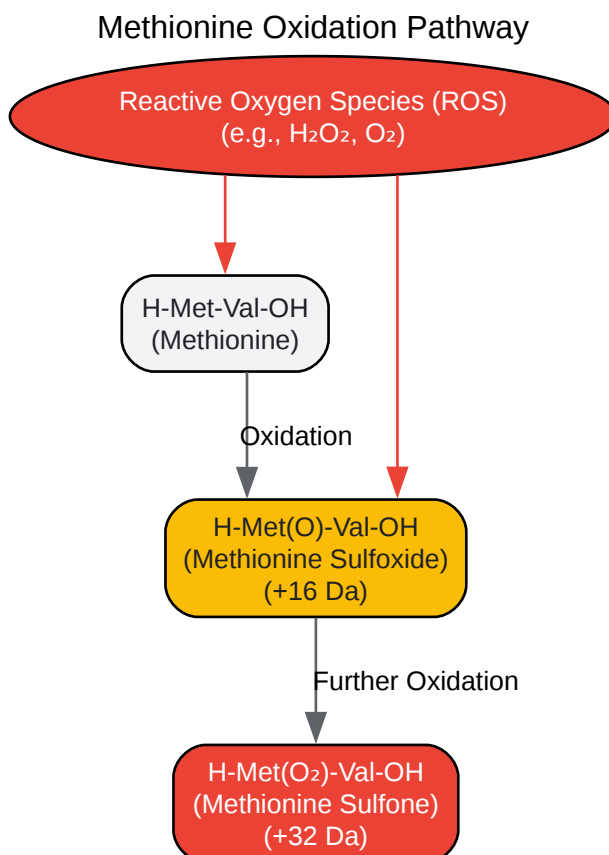 Methionine Oxidation Pathway
Reactive Oxygen Species (ROS)
(e.g., H₂O₂, O₂)
H-Met-Val-OH
(Methionine)
Oxidation
H-Met(O)-Val-OH
(Methionine Sulfoxide)
(+16 Da)
Further Oxidation
H-Met(O₂)-Val-OH
(Methionine Sulfone)
(+32 Da)